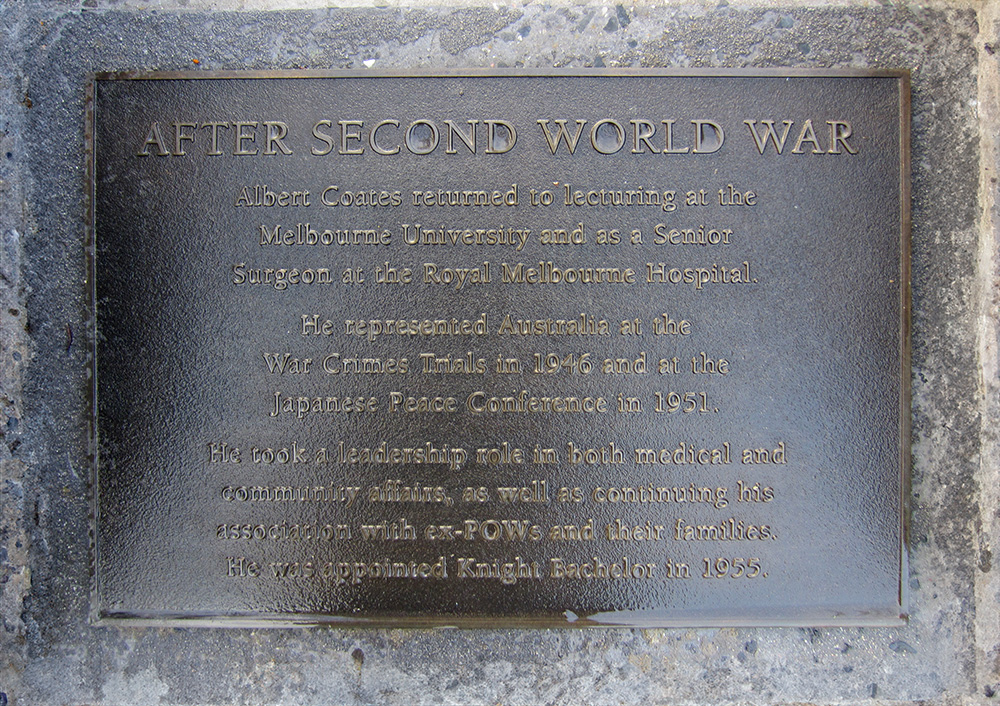 AFTER SECOND WORLD WAR
Albert Coates returned to lecturing at the
Melbourne University and as a Senior
Surgeon at the Royal Melbourne Hospital.
He represented Australia at the
War Crimes Trials in 1946 and at the
Japanese Peace Conference in 1951.
He took a leadership role in both medical and
community affairs, as well as continuing his
association with ex-POWs and their families.
He was appointed Knight Bachelor in 1955.